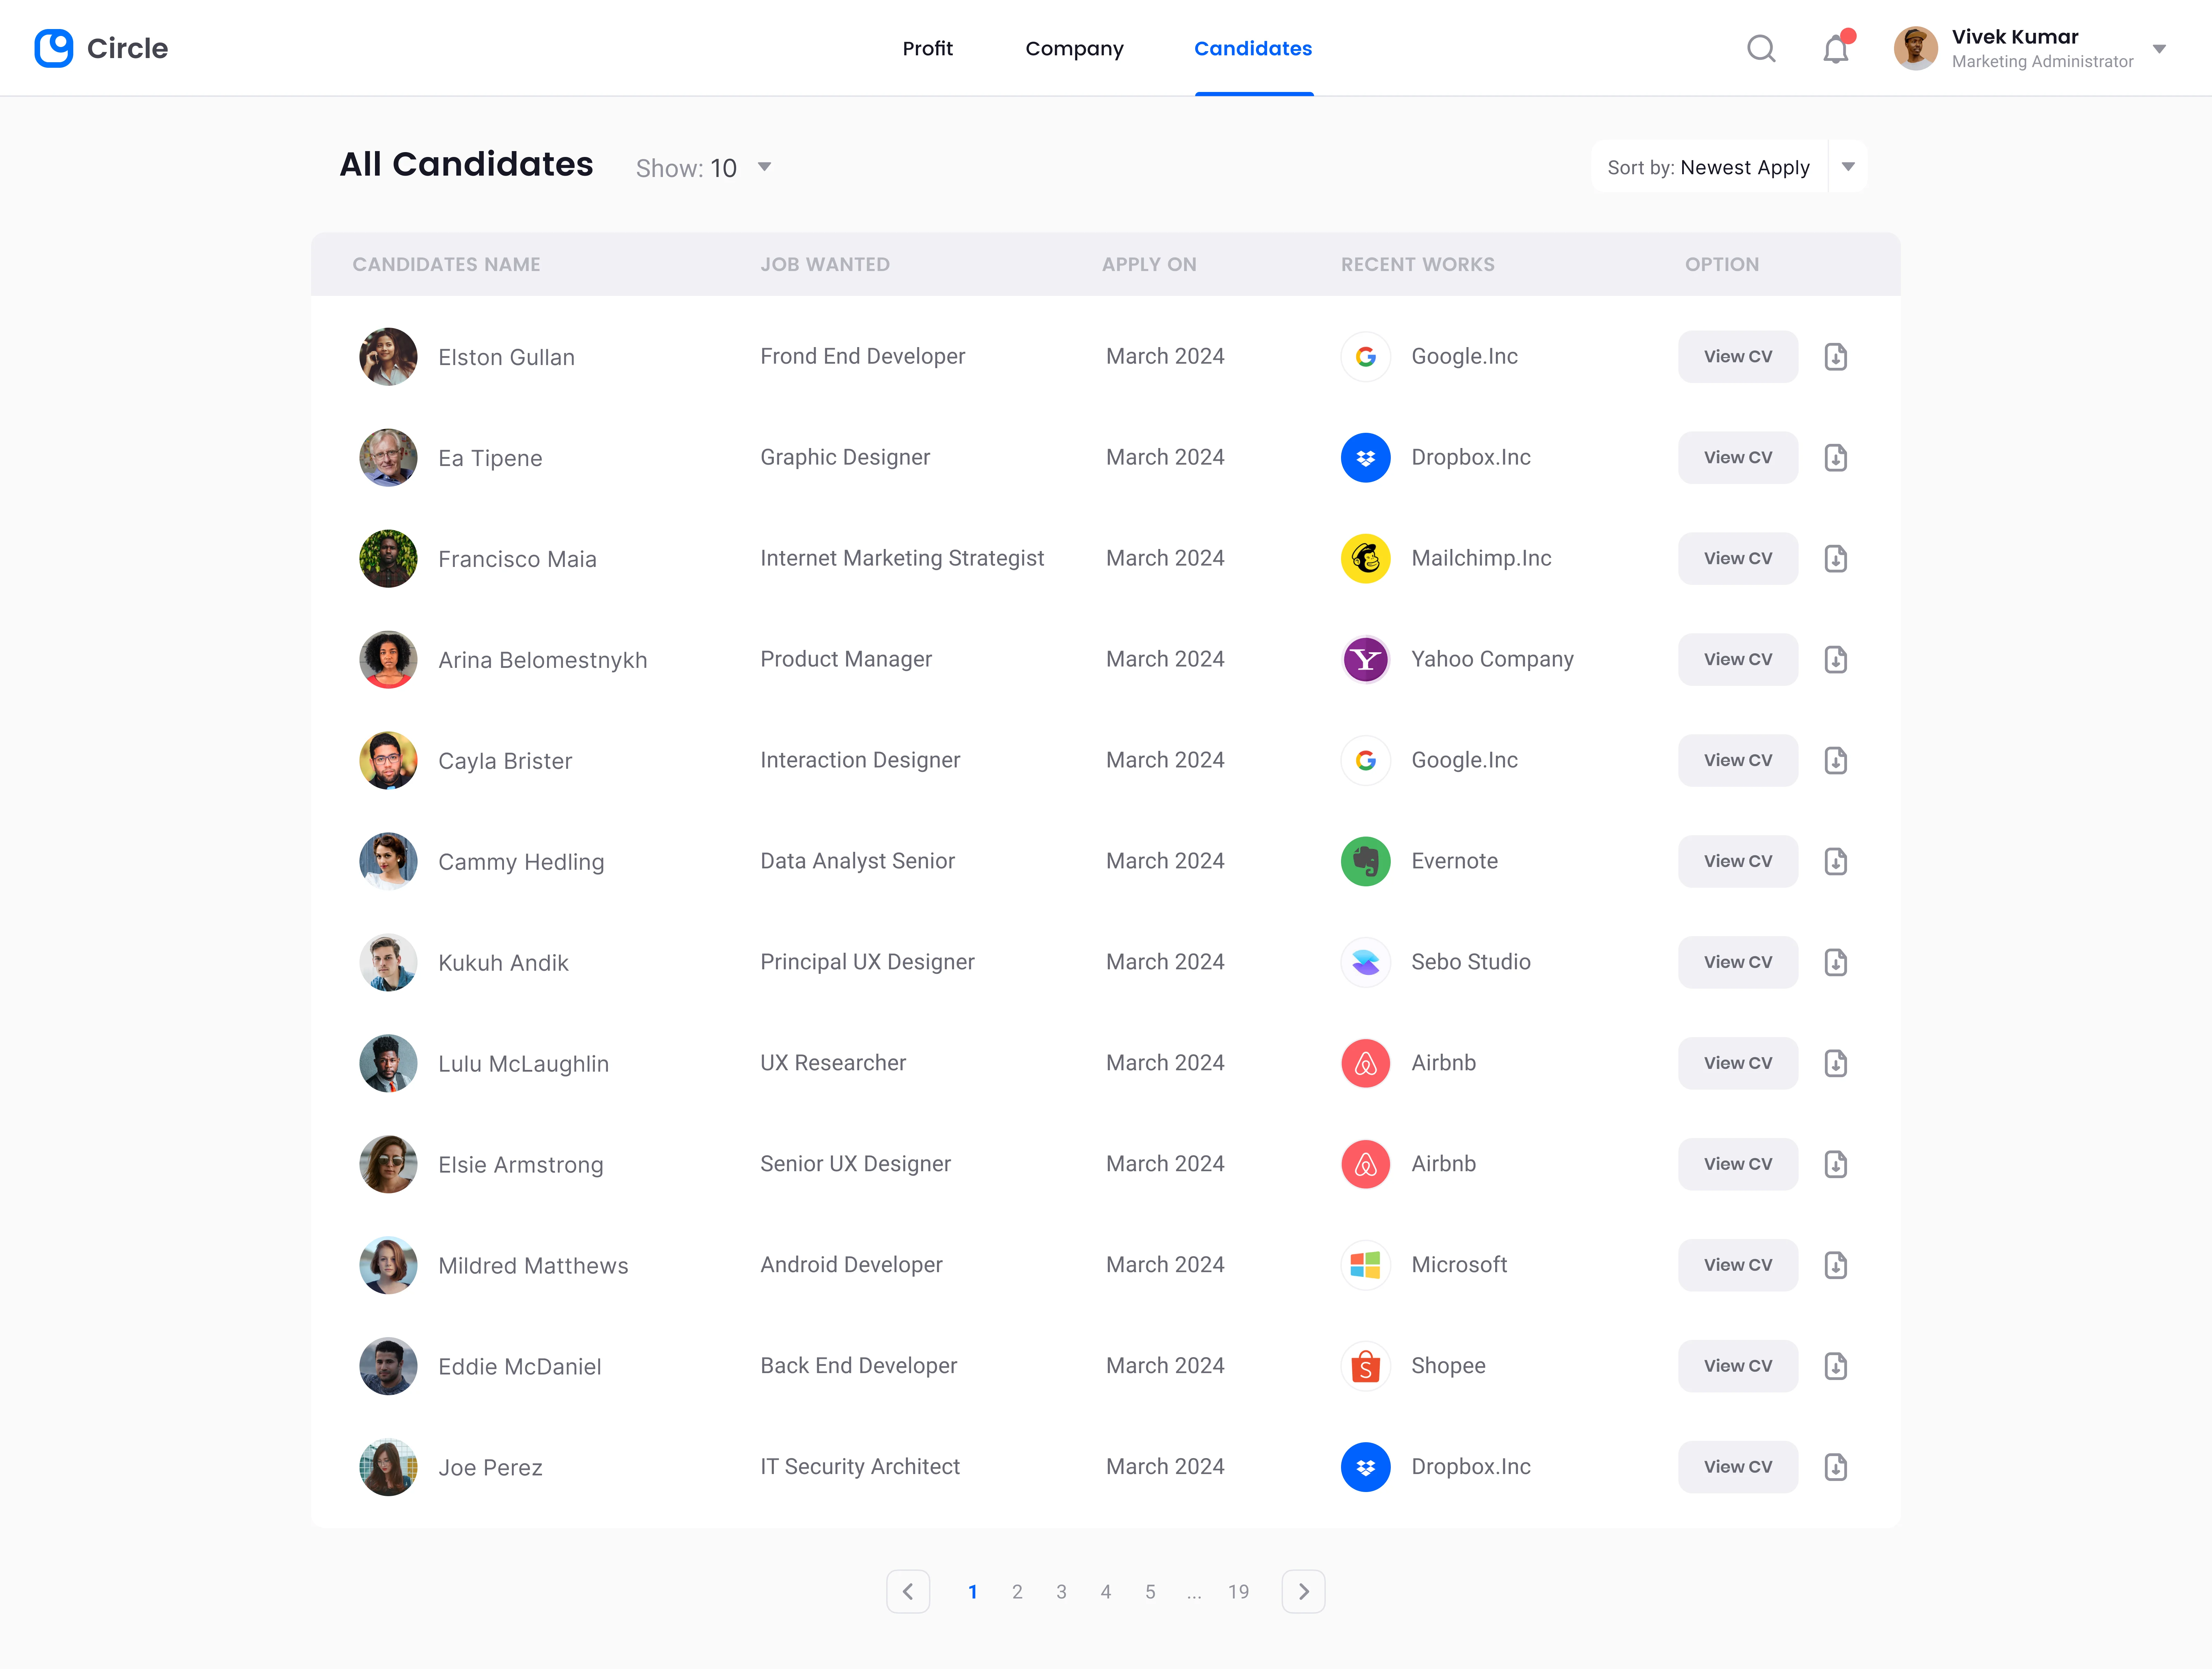 Circle
Profit Company Candidates
Vivek Kumar
Marketing Administrator
All Candidates Show: 10 Sort by: Newest Apply
CANDIDATES NAME JOB WANTED APPLY ON RECENT WORKS OPTION
Elston Gullan Frond End Developer March 2024 Google.Inc View CV
Ea Tipene Graphic Designer March 2024 Dropbox.Inc View CV
Francisco Maia Internet Marketing Strategist March 2024 Mailchimp.Inc View CV
Arina Belomestnykh Product Manager March 2024 Yahoo Company View CV
Cayla Brister Interaction Designer March 2024 Google.Inc View CV
Cammy Hedling Data Analyst Senior March 2024 Evernote View CV
Kukuh Andik Principal UX Designer March 2024 Sebo Studio View CV
Lulu McLaughlin UX Researcher March 2024 Airbnb View CV
Elsie Armstrong Senior UX Designer March 2024 Airbnb View CV
Mildred Matthews Android Developer March 2024 Microsoft View CV
Eddie McDaniel Back End Developer March 2024 Shopee View CV
Joe Perez IT Security Architect March 2024 Dropbox.Inc View CV
1 2 3 4 5 ... 19